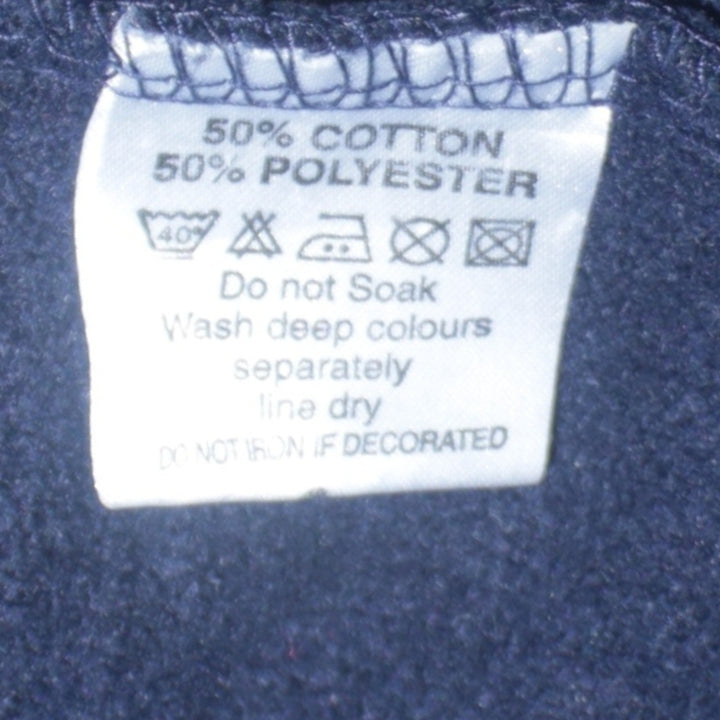 50% COTTON
50% POLYESTER
40°
Do not Soak
Wash deep colours
separately
line dry
DO NOT IRON IF DECORATED